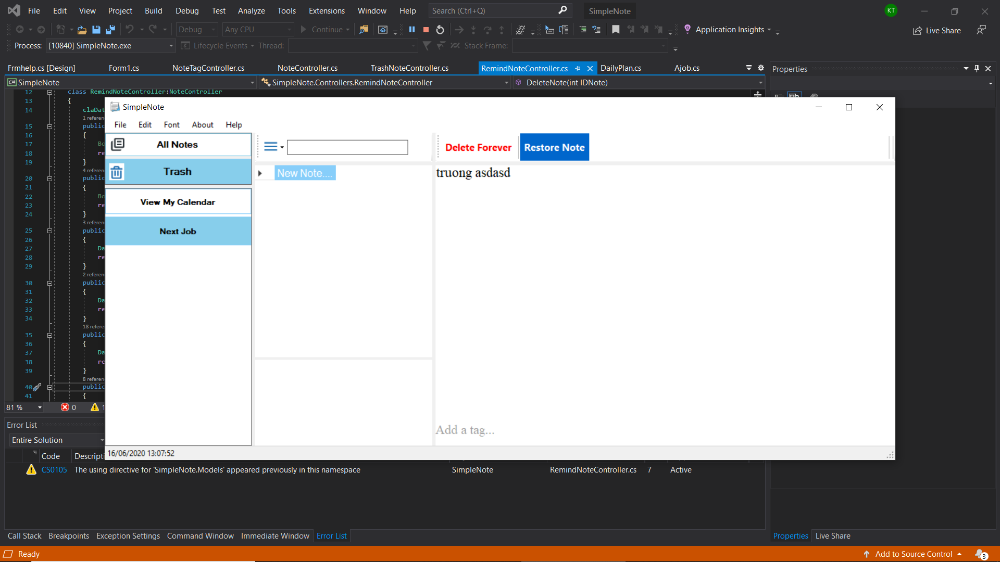 File Edit View Project Build Debug Test Analyze Tools Extensions Window Help Search (Ctrl+Q) SimpleNote KT
Debug Any CPU Continue Application Insights Live Share
Process: [10840] SimpleNote.exe Lifecycle Events Thread: Stack Frame:
Frmhelp.cs [Design] Form1.cs NoteTagController.cs NoteController.cs TrashNoteController.cs RemindNoteController.cs DailyPlan.cs Ajob.cs Properties
C# SimpleNote SimpleNote.Controllers.RemindNoteController DeleteNote(int IDNote)
12 class RemindNoteController:NoteController
13 {
14 claDat
1 referen
15 public
16 {
17 Bo
18 re
19 }
4 referen
20 public
21 {
22 Bo
23 re
24 }
3 referen
25 public
26 {
27 Da
28 re
29 }
2 referen
30 public
31 {
32 Da
33 re
34 }
18 refere
35 public
36 {
37 Da
38 re
39 }
8 referen
40 public
41 {
81 % 0 1
SimpleNote
File Edit Font About Help
All Notes
Trash
View My Calendar
Next Job
New Note....
Delete Forever Restore Note
truong asdasd
Add a tag...
16/06/2020 13:07:52
Error List
Entire Solution
Code Descripti
CS0105 The using directive for 'SimpleNote.Models' appeared previously in this namespace SimpleNote RemindNoteController.cs 7 Active
Call Stack Breakpoints Exception Settings Command Window Immediate Window Error List Properties Live Share
Ready Add to Source Control 3